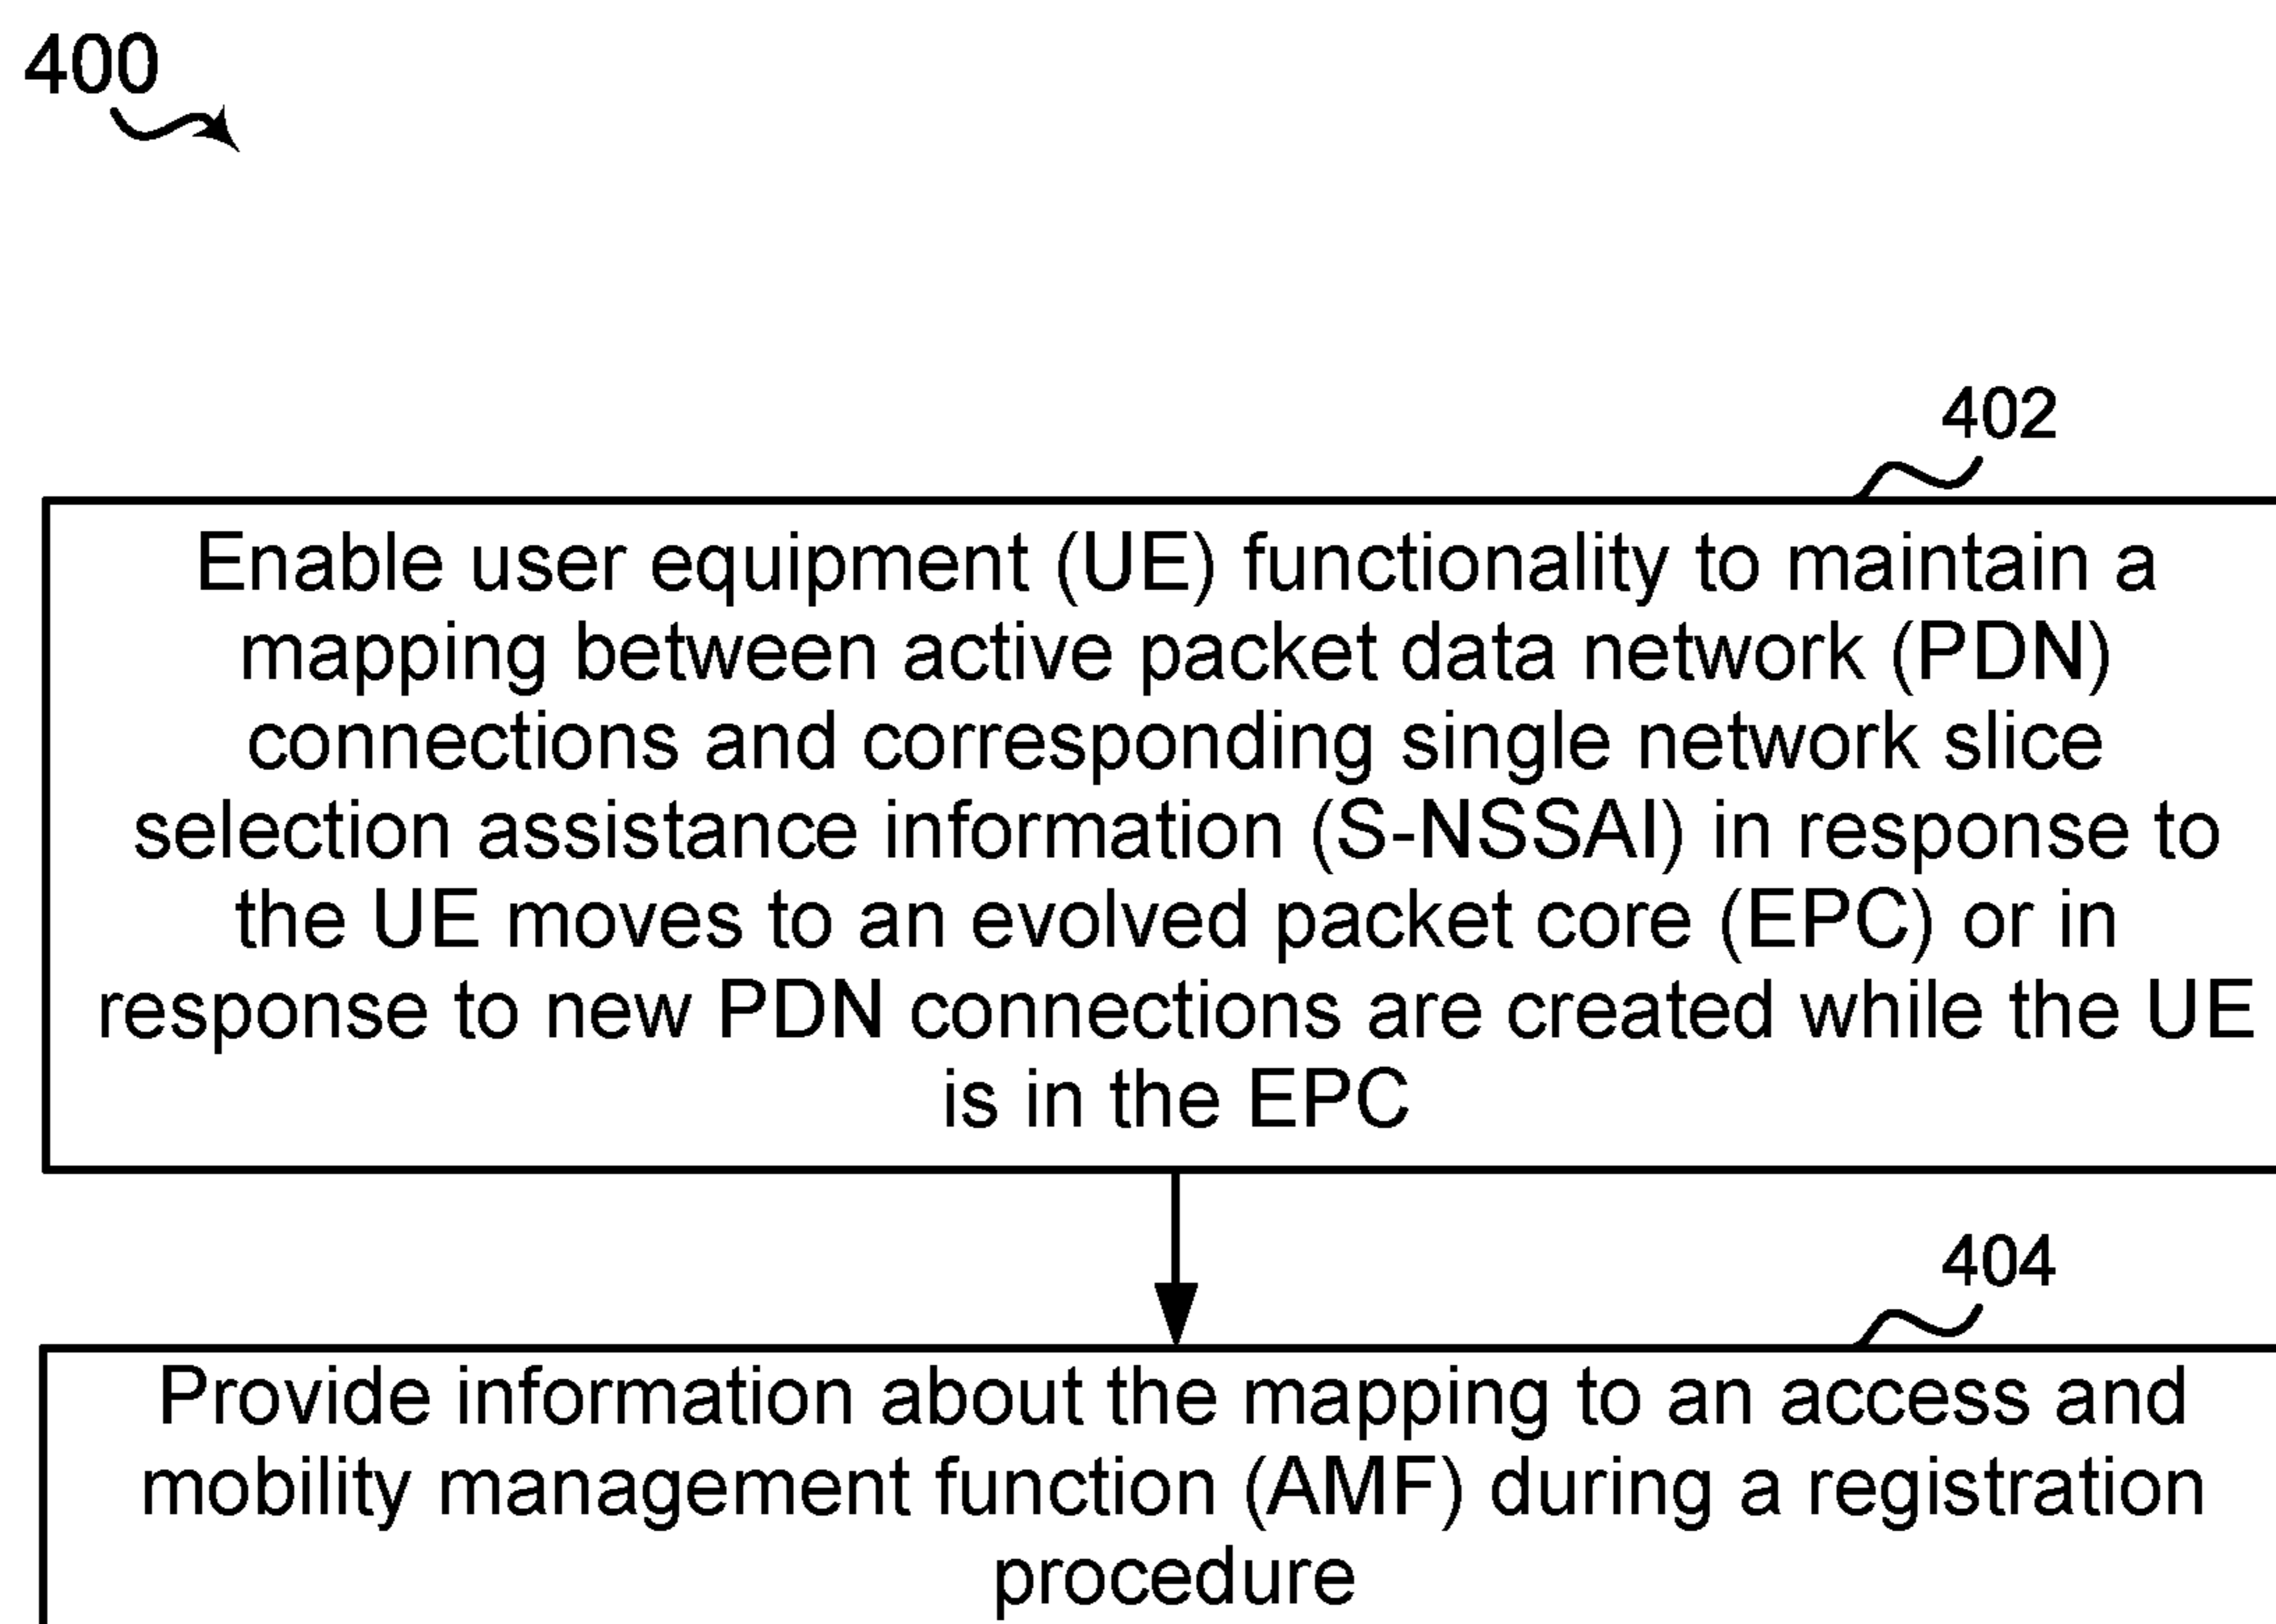 400
402
Enable user equipment (UE) functionality to maintain a
mapping between active packet data network (PDN)
connections and corresponding single network slice
selection assistance information (S-NSSAI) in response to
the UE moves to an evolved packet core (EPC) or in
response to new PDN connections are created while the UE
is in the EPC
404
Provide information about the mapping to an access and
mobility management function (AMF) during a registration
procedure